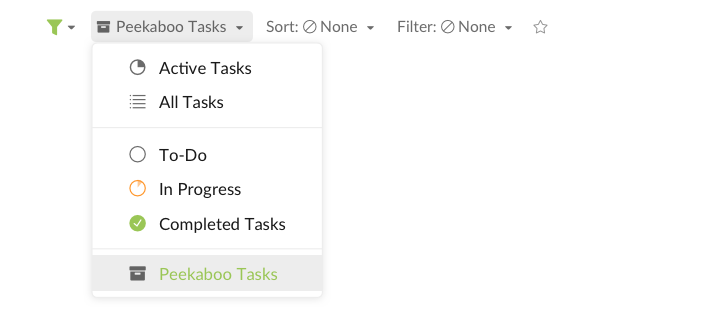 Peekaboo Tasks Sort: None Filter: None
Active Tasks
All Tasks
To-Do
In Progress
Completed Tasks
Peekaboo Tasks